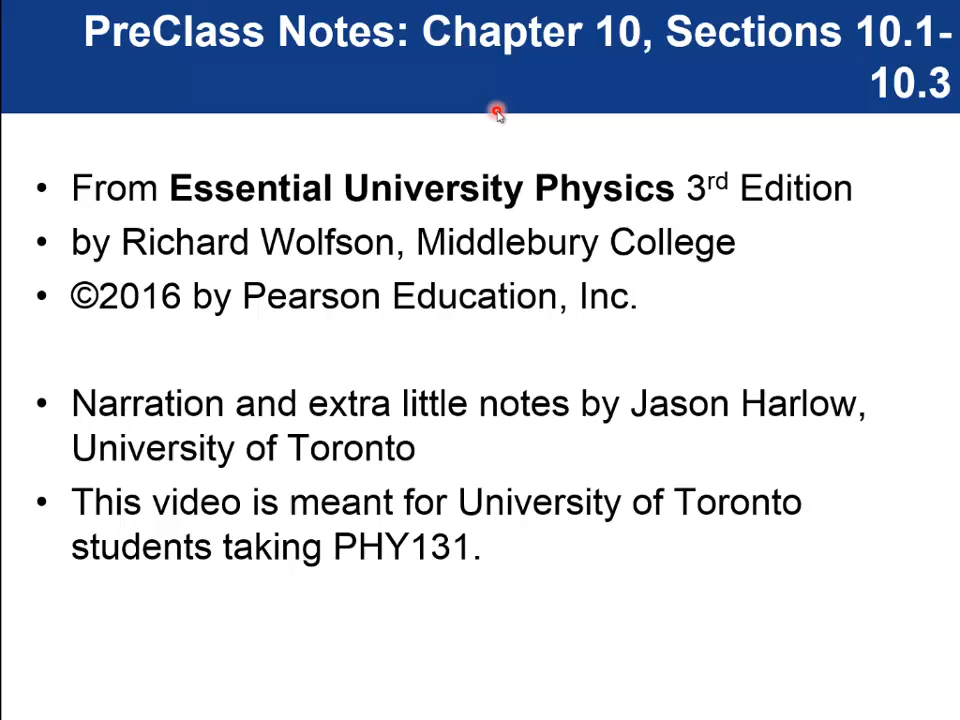 PreClass Notes: Chapter 10, Sections 10.1-
10.3
• From Essential University Physics 3rd Edition
• by Richard Wolfson, Middlebury College
• ©2016 by Pearson Education, Inc.
• Narration and extra little notes by Jason Harlow,
University of Toronto
• This video is meant for University of Toronto
students taking PHY131.